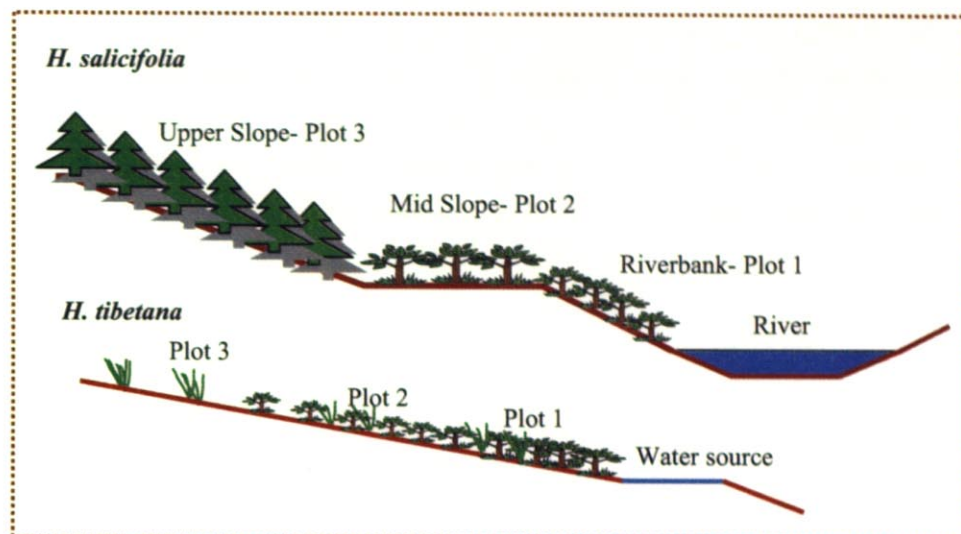 H. salicifolia
Upper Slope- Plot 3
Mid Slope- Plot 2
Riverbank- Plot 1
River
H. tibetana
Plot 3
Plot 2
Plot 1
Water source